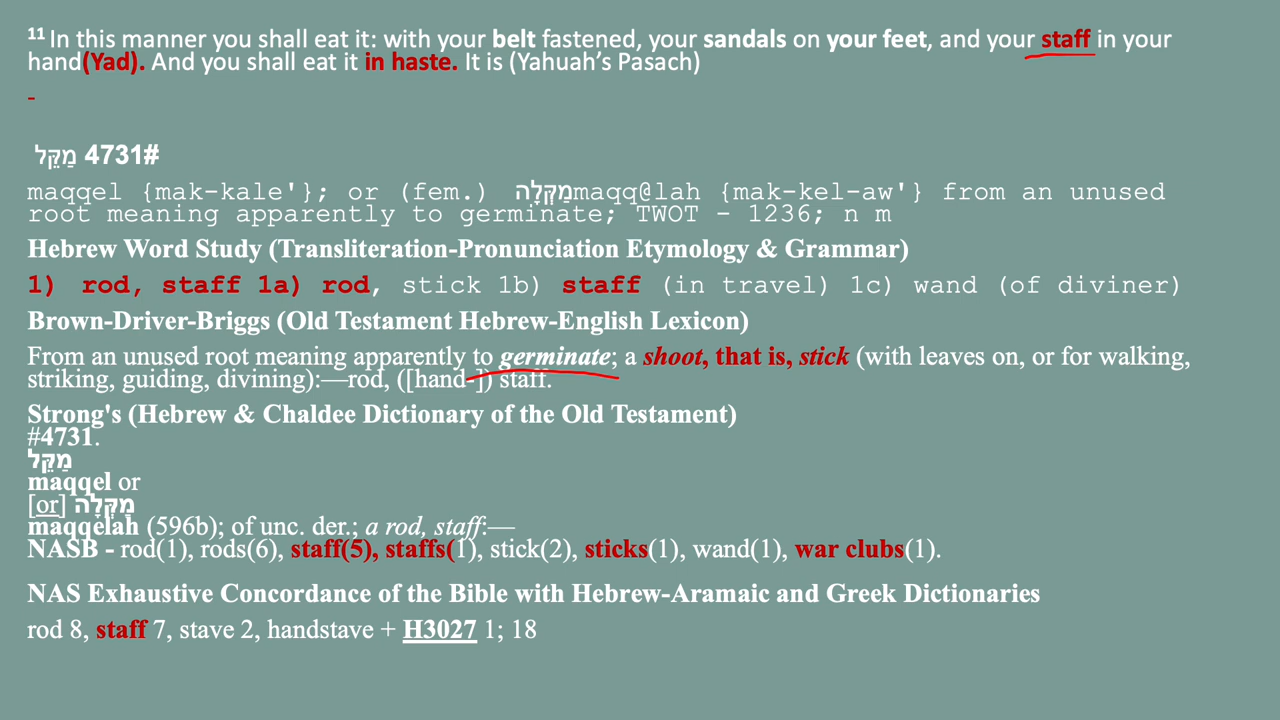 11 In this manner you shall eat it: with your belt fastened, your sandals on your feet, and your staff in your
hand(Yad). And you shall eat it in haste. It is (Yahuah’s Pasach)
-
מַקֵּל 4731#
maqqel {mak-kale'}; or (fem.) מַקְּלָהmaqq@lah {mak-kel-aw'} from an unused
root meaning apparently to germinate; TWOT - 1236; n m
Hebrew Word Study (Transliteration-Pronunciation Etymology & Grammar)
1) rod, staff 1a) rod, stick 1b) staff (in travel) 1c) wand (of diviner)
Brown-Driver-Briggs (Old Testament Hebrew-English Lexicon)
From an unused root meaning apparently to germinate; a shoot, that is, stick (with leaves on, or for walking,
striking, guiding, divining):—rod, ([hand-]) staff.
Strong's (Hebrew & Chaldee Dictionary of the Old Testament)
#4731.
מַקֵּל
maqqel or
[or] מַקְּלָה
maqqelah (596b); of unc. der.; a rod, staff:—
NASB - rod(1), rods(6), staff(5), staffs(1), stick(2), sticks(1), wand(1), war clubs(1).
NAS Exhaustive Concordance of the Bible with Hebrew-Aramaic and Greek Dictionaries
rod 8, staff 7, stave 2, handstave + H3027 1; 18